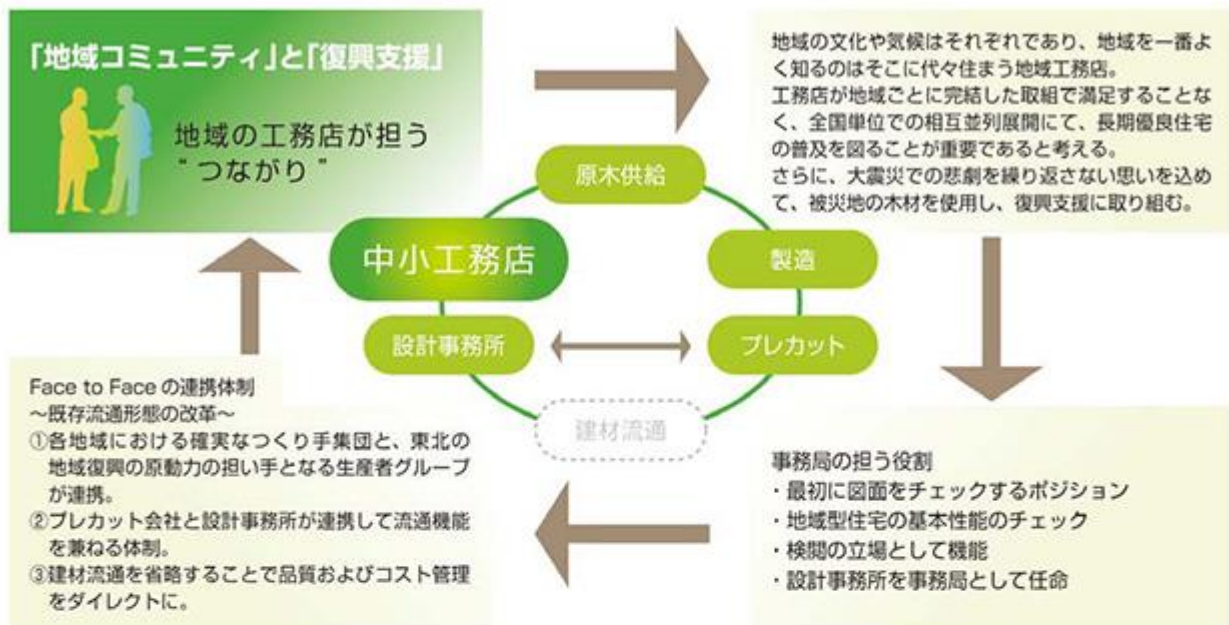 「地域コミュニティ」と「復興支援」
地域の工務店が担う
“つながり”
地域の文化や気候はそれぞれであり、地域を一番よ
く知るのはそこに代々住まう地域工務店。
工務店が地域ごとに完結した取組で満足することな
く、全国単位での相互並列展開にて、長期優良住宅
の普及を図ることが重要であると考える。
さらに、大震災での悲劇を繰り返さない思いを込め
て、被災地の木材を使用し、復興支援に取り組む。
原木供給
中小工務店
製造
設計事務所
プレカット
建材流通
Face to Face の連携体制
～既存流通形態の改革～
①各地域における確実なつくり手集団と、東北の
地域復興の原動力の担い手となる生産者グループ
が連携。
②プレカット会社と設計事務所が連携して流通機能
を兼ねる体制。
③建材流通を省略することで品質およびコスト管理
をダイレクトに。
事務局の担う役割
・最初に図面をチェックするポジション
・地域型住宅の基本性能のチェック
・検閲の立場として機能
・設計事務所を事務局として任命